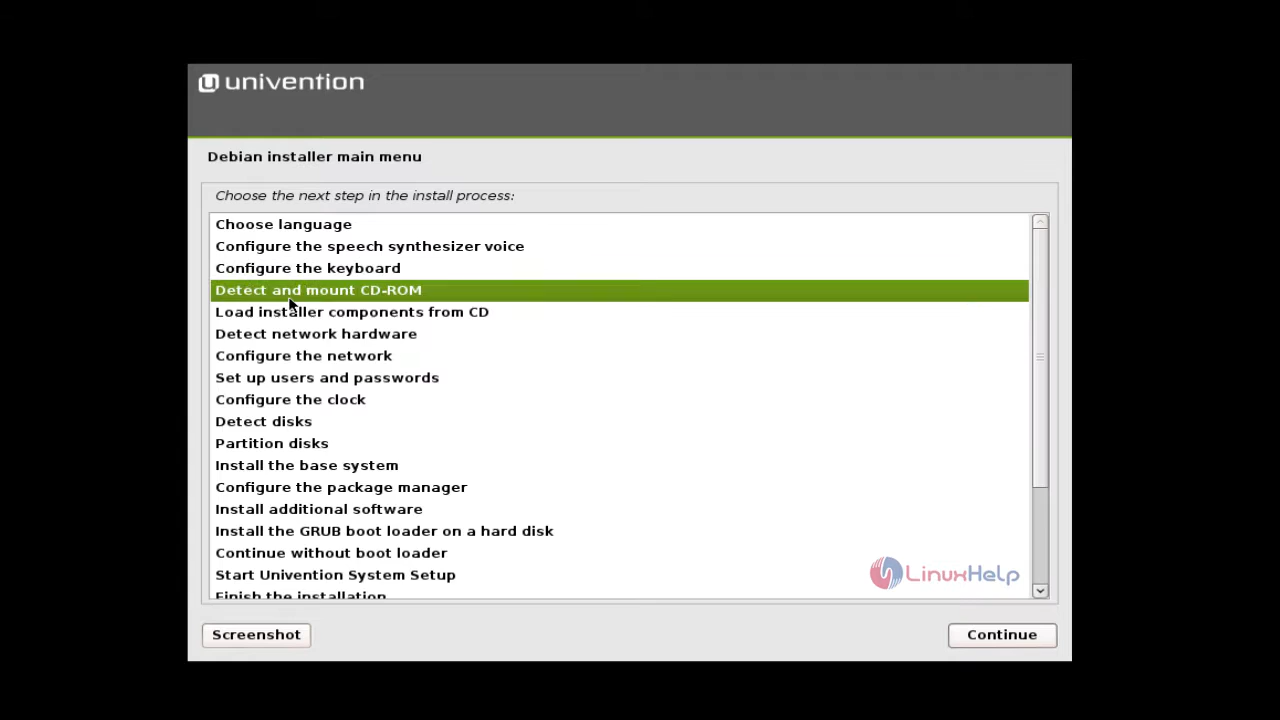 univention
Debian installer main menu
Choose the next step in the install process:
Choose language
Configure the speech synthesizer voice
Configure the keyboard
Detect and mount CD-ROM
Load installer components from CD
Detect network hardware
Configure the network
Set up users and passwords
Configure the clock
Detect disks
Partition disks
Install the base system
Configure the package manager
Install additional software
Install the GRUB boot loader on a hard disk
Continue without boot loader
Start Univention System Setup
Finish the installation
LinuxHelp
Screenshot
Continue